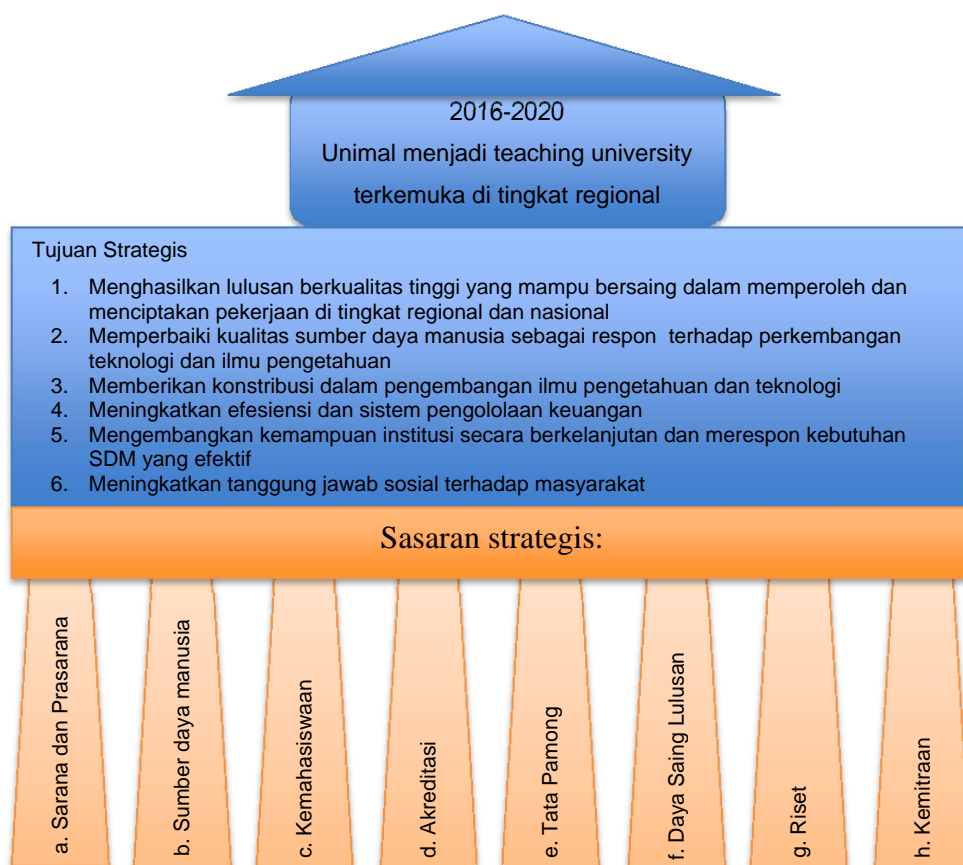 2016-2020
Unimal menjadi teaching university
terkemuka di tingkat regional
Tujuan Strategis
1. Menghasilkan lulusan berkualitas tinggi yang mampu bersaing dalam memperoleh dan
menciptakan pekerjaan di tingkat regional dan nasional
2. Memperbaiki kualitas sumber daya manusia sebagai respon terhadap perkembangan
teknologi dan ilmu pengetahuan
3. Memberikan konstribusi dalam pengembangan ilmu pengetahuan dan teknologi
4. Meningkatkan efesiensi dan sistem pengololaan keuangan
5. Mengembangkan kemampuan institusi secara berkelanjutan dan merespon kebutuhan
SDM yang efektif
6. Meningkatkan tanggung jawab sosial terhadap masyarakat
Sasaran strategis:
a. Sarana dan Prasarana
b. Sumber daya manusia
c. Kemahasiswaan
d. Akreditasi
e. Tata Pamong
f. Daya Saing Lulusan
g. Riset
h. Kemitraan